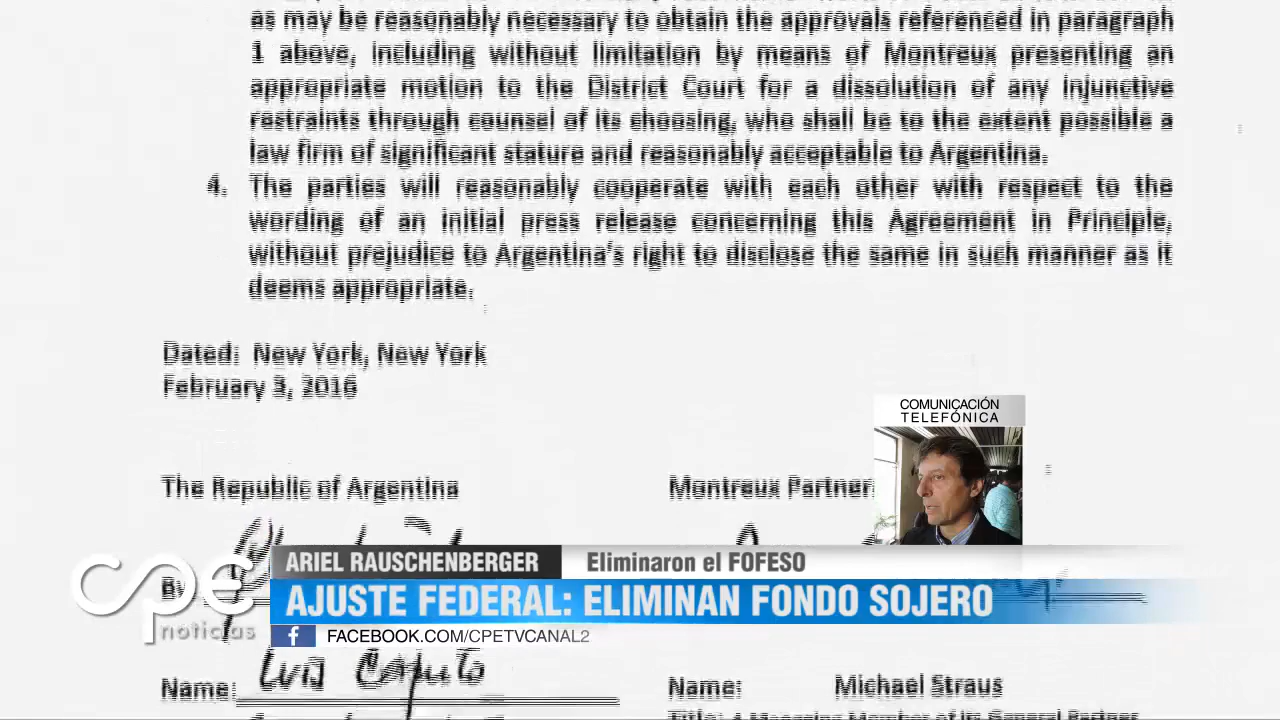 as may be reasonably necessary to obtain the approvals referenced in paragraph
1 above, including without limitation by means of Montreux presenting an
appropriate motion to the District Court for a dissolution of any injunctive
restraints through counsel of its choosing, who shall be to the extent possible a
law firm of significant stature and reasonably acceptable to Argentina.
4. The parties will reasonably cooperate with each other with respect to the
wording of an initial press release concerning this Agreement in Principle,
without prejudice to Argentina's right to disclose the same in such manner as it
deems appropriate.
Dated: New York, New York
February 3, 2016
COMUNICACIÓN
TELEFÓNICA
The Republic of Argentina
Montreux
By
cpe
noticias
ARIEL RAUSCHENBERGER
Eliminaron el FOFESO
AJUSTE FEDERAL: ELIMINAN FONDO SOJERO
FACEBOOK.COM/CPETVCANAL2
Name: Luis Caputo
Name: Michael Straus
Title: A Managing Member of its General Partner